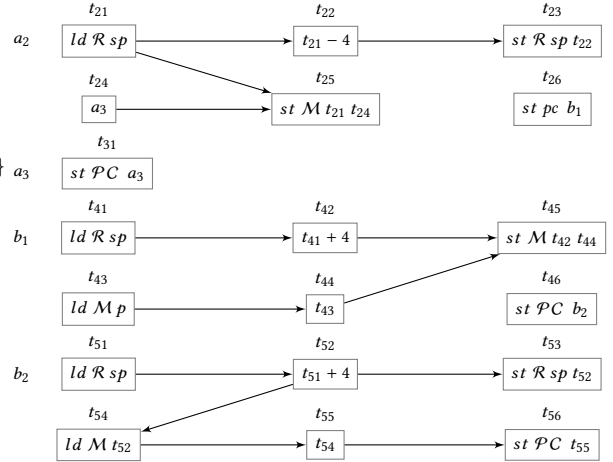 t21 t22 t23
a2 ld R sp t21 − 4 st R sp t22
t24 t25 t26
a3 st M t21 t24 st pc b1
t31
} a3 st PC a3
t41 t42 t45
b1 ld R sp t41 + 4 st M t42 t44
t43 t44 t46
ld M p t43 st PC b2
t51 t52 t53
b2 ld R sp t51 + 4 st R sp t52
t54 t55 t56
ld M t52 t54 st PC t55